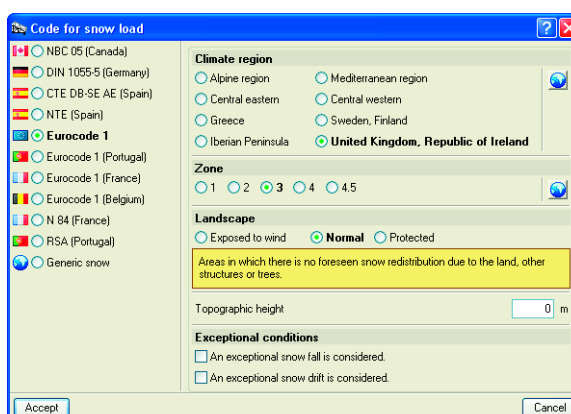 Code for snow load
NBC 05 (Canada)
DIN 1055-5 (Germany)
CTE DB-SE AE (Spain)
NTE (Spain)
Eurocode 1
Eurocode 1 (Portugal)
Eurocode 1 (France)
Eurocode 1 (Belgium)
N 84 (France)
RSA (Portugal)
Generic snow
Climate region
Alpine region Mediterranean region
Central eastern Central western
Greece Sweden, Finland
Iberian Peninsula United Kingdom, Republic of Ireland
Zone
1 2 3 4 4.5
Landscape
Exposed to wind Normal Protected
Areas in which there is no foreseen snow redistribution due to the land, other
structures or trees.
Topographic height 0 m
Exceptional conditions
An exceptional snow fall is considered.
An exceptional snow drift is considered.
Accept Cancel